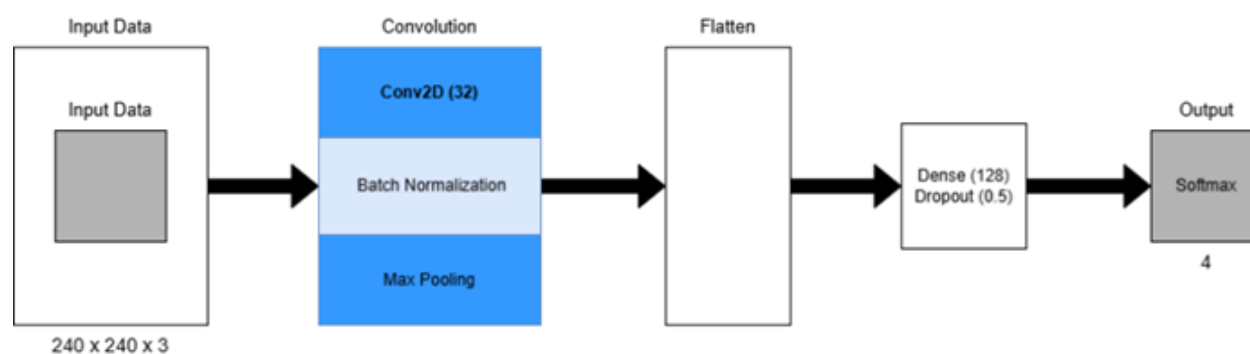 Input Data
Input Data
240 x 240 x 3
Convolution
Conv2D (32)
Batch Normalization
Max Pooling
Flatten
Dense (128)
Dropout (0.5)
Output
Softmax
4